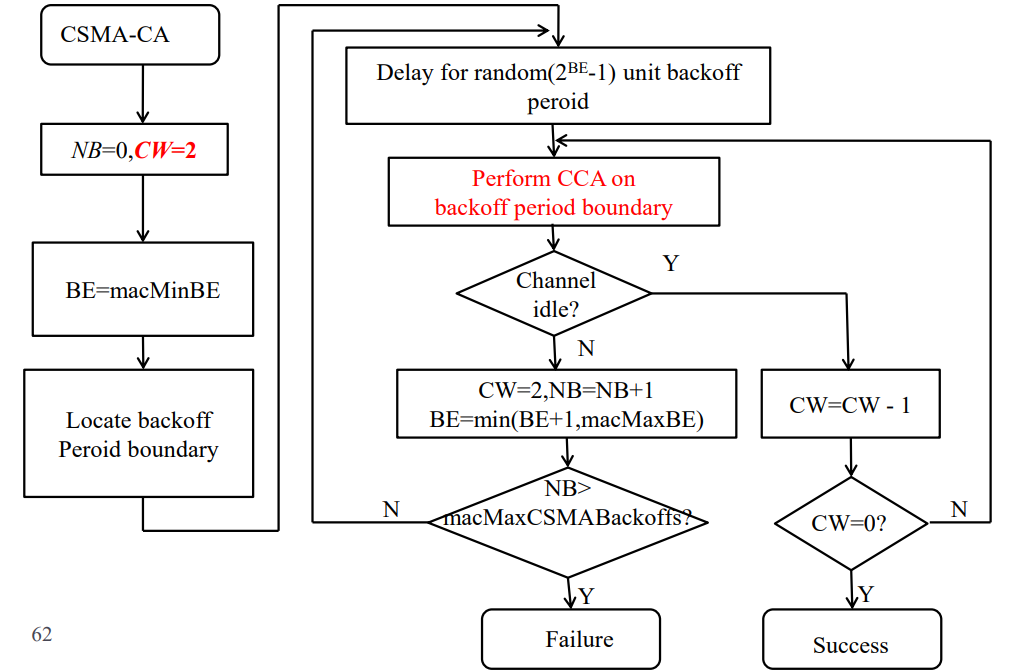 CSMA-CA
NB=0,CW=2
BE=macMinBE
Locate backoff
Peroid boundary
Delay for random(2^BE-1) unit backoff
peroid
Perform CCA on
backoff period boundary
Channel
idle?
Y
N
CW=2,NB=NB+1
BE=min(BE+1,macMaxBE)
CW=CW - 1
NB>
macMaxCSMABackoffs?
N
CW=0?
N
Y
Y
Failure
Success
62